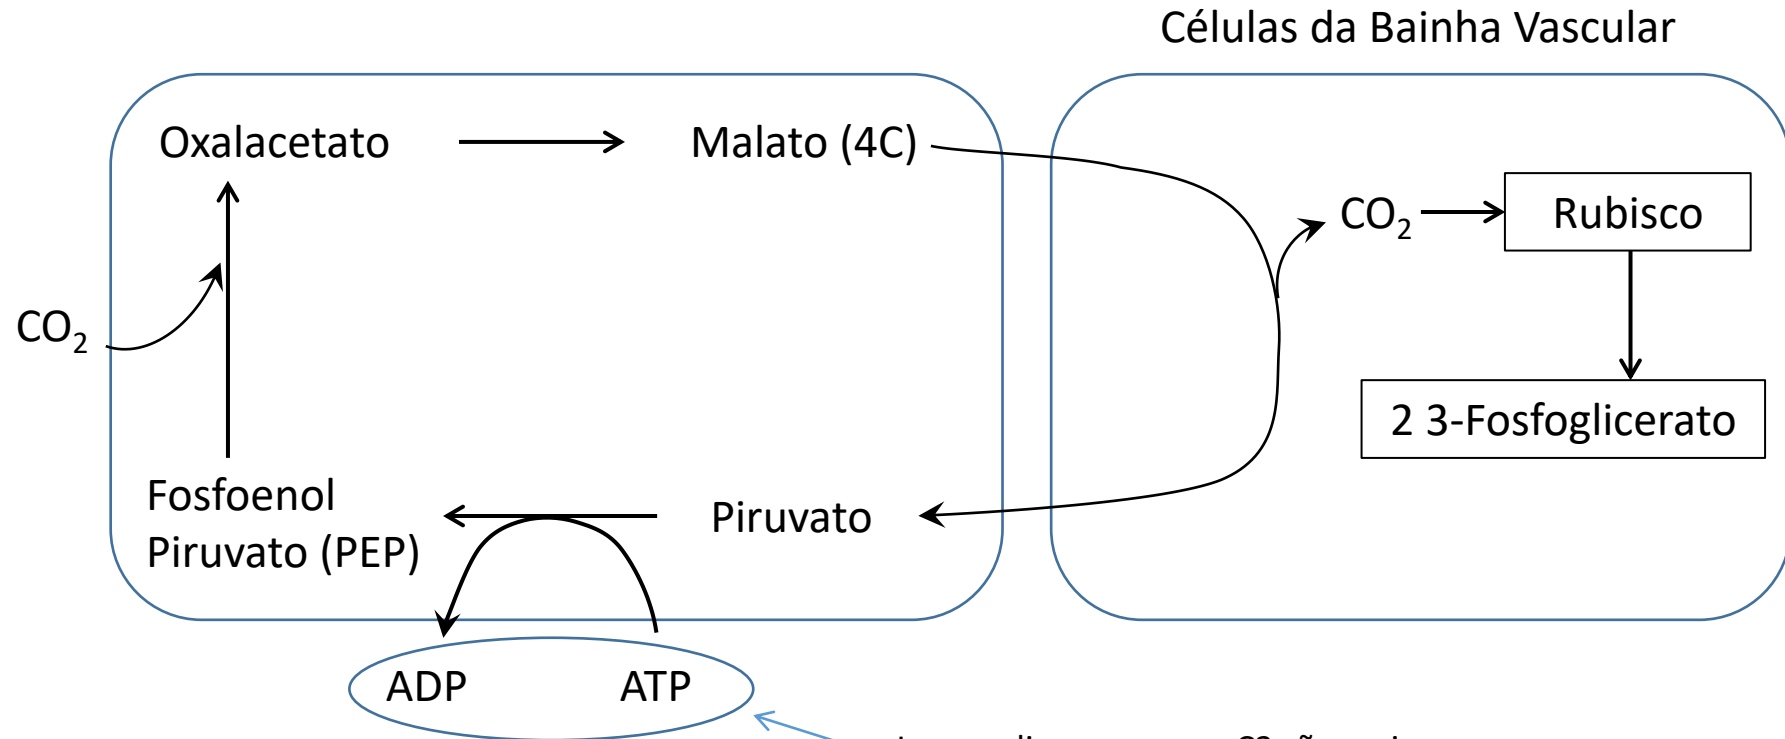 Células da Bainha Vascular
Oxalacetato
Malato (4C)
CO₂
Rubisco
CO₂
2 3-Fosfoglicerato
Fosfoenol
Piruvato (PEP)
Piruvato
ADP
ATP